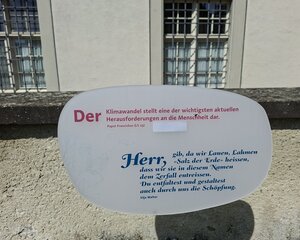 Der Klimawandel stellt eine der wichtigsten aktuellen
Herausforderungen an die Menschheit dar.
Papst Franziskus (LS 25)
Herr, gib, da wir Lauen, Lahmen
-Salz der Erde- heissen,
dass wir sie in diesem Namen
dem Zerfall entreissen.
Du entfaltest und gestaltest
auch durch uns die Schöpfung.
Silja Walter